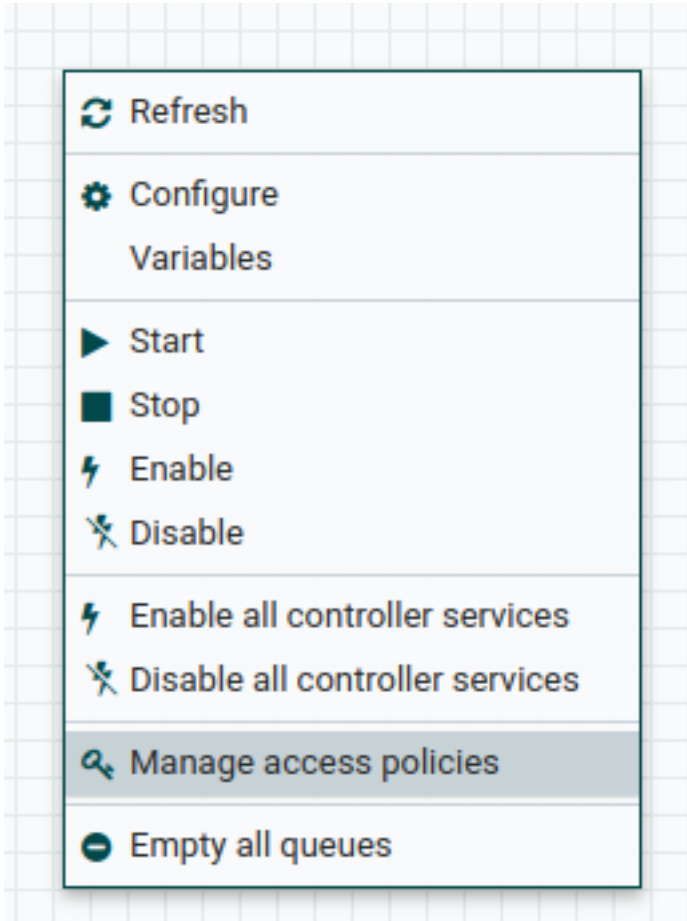 Refresh
Configure
Variables
Start
Stop
Enable
Disable
Enable all controller services
Disable all controller services
Manage access policies
Empty all queues